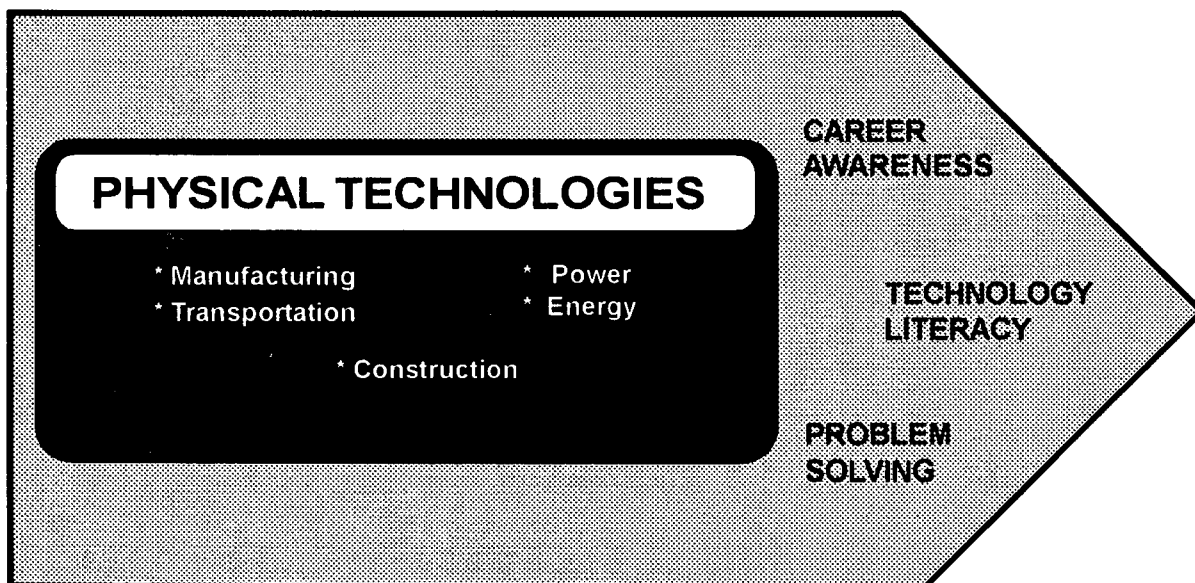 PHYSICAL TECHNOLOGIES
* Manufacturing
* Transportation
* Power
* Energy
* Construction
CAREER
AWARENESS
TECHNOLOGY
LITERACY
PROBLEM
SOLVING